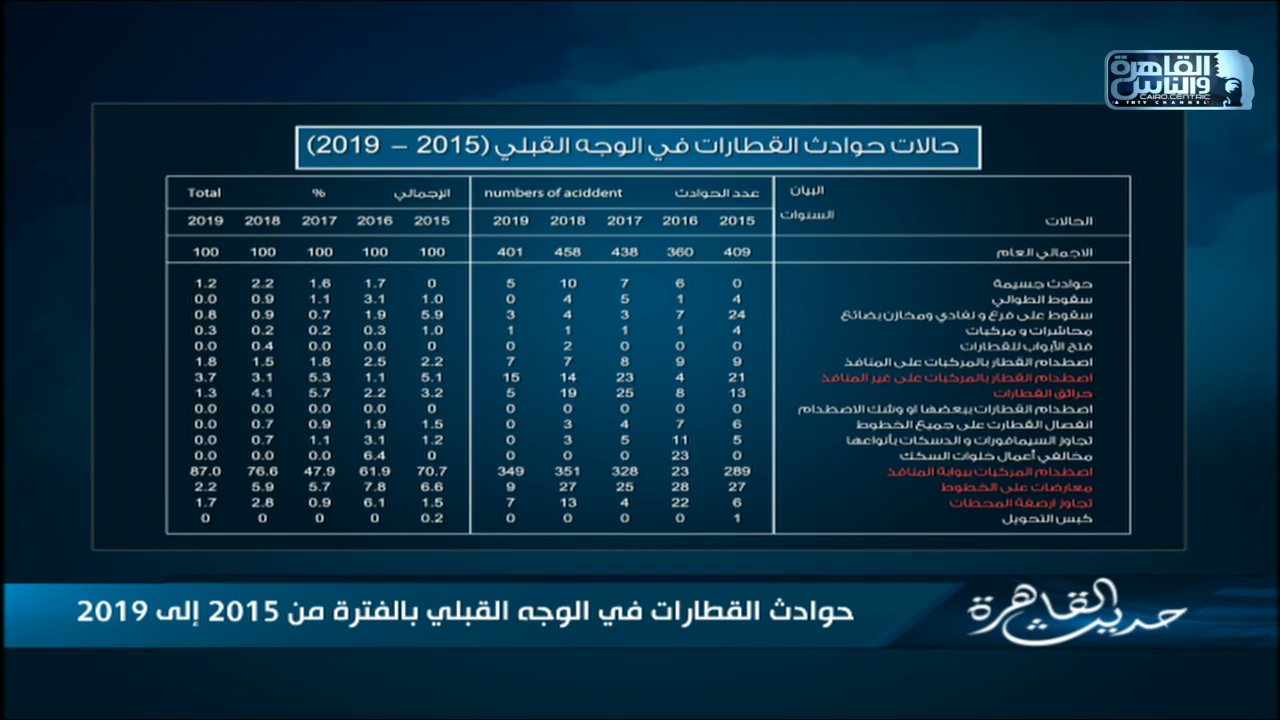 القاهرة
والناس
CAIRO.CENTRIC
A TNTV CHANNEL
حالات حوادث القطارات في الوجه القبلي (2015 – 2019)
البيان عدد الحوادث numbers of aciddent الإجمالي % Total
السنوات
الحالات 2015 2016 2017 2018 2019 2015 2016 2017 2018 2019
الاجمالي العام 409 360 438 458 401 100 100 100 100 100
حوادث جسيمة 0 6 7 10 5 0 1.7 1.6 2.2 1.2
سقوط الطوالي 4 1 5 4 0 1.0 3.1 1.1 0.9 0.0
سقوط على فرع و تفادي ومخازن بضائع 24 7 3 4 3 5.9 1.9 0.7 0.9 0.8
محاشرات و مركبات 4 1 1 1 1 1.0 0.3 0.2 0.2 0.3
فتح الأبواب للقطارات 0 0 0 2 0 0 0.0 0.0 0.4 0.0
اصطدام القطار بالمركبات على المنافذ 9 9 8 7 7 2.2 2.5 1.8 1.5 1.8
اصطدام القطار بالمركبات على غير المنافذ 21 4 23 14 15 5.1 1.1 5.3 3.1 3.7
حرائق القطارات 13 8 25 19 5 3.2 2.2 5.7 4.1 1.3
اصطدام القطارات ببعضها او وشك الاصطدام 0 0 0 0 0 0 0.0 0.0 0.0 0.0
انفصال القطارت على جميع الخطوط 6 7 4 3 0 1.5 1.9 0.9 0.7 0.0
تجاوز السيمافورات و الدسكات بأنواعها 5 11 5 3 0 1.2 3.1 1.1 0.7 0.0
مخالفي أعمال خلوات السكك 0 23 0 0 0 0 6.4 0.0 0.0 0.0
اصطدام المركبات ببوابة المنافذ 289 23 328 351 349 70.7 61.9 47.9 76.6 87.0
معارضات على الخطوط 27 28 25 27 9 6.6 7.8 5.7 5.9 2.2
تجاوز ارصفة المحطات 6 22 4 13 7 1.5 6.1 0.9 2.8 1.7
كبس التحويل 1 0 0 0 0 0.2 0 0 0 0
حديث القاهرة
حوادث القطارات في الوجه القبلي بالفترة من 2015 إلى 2019